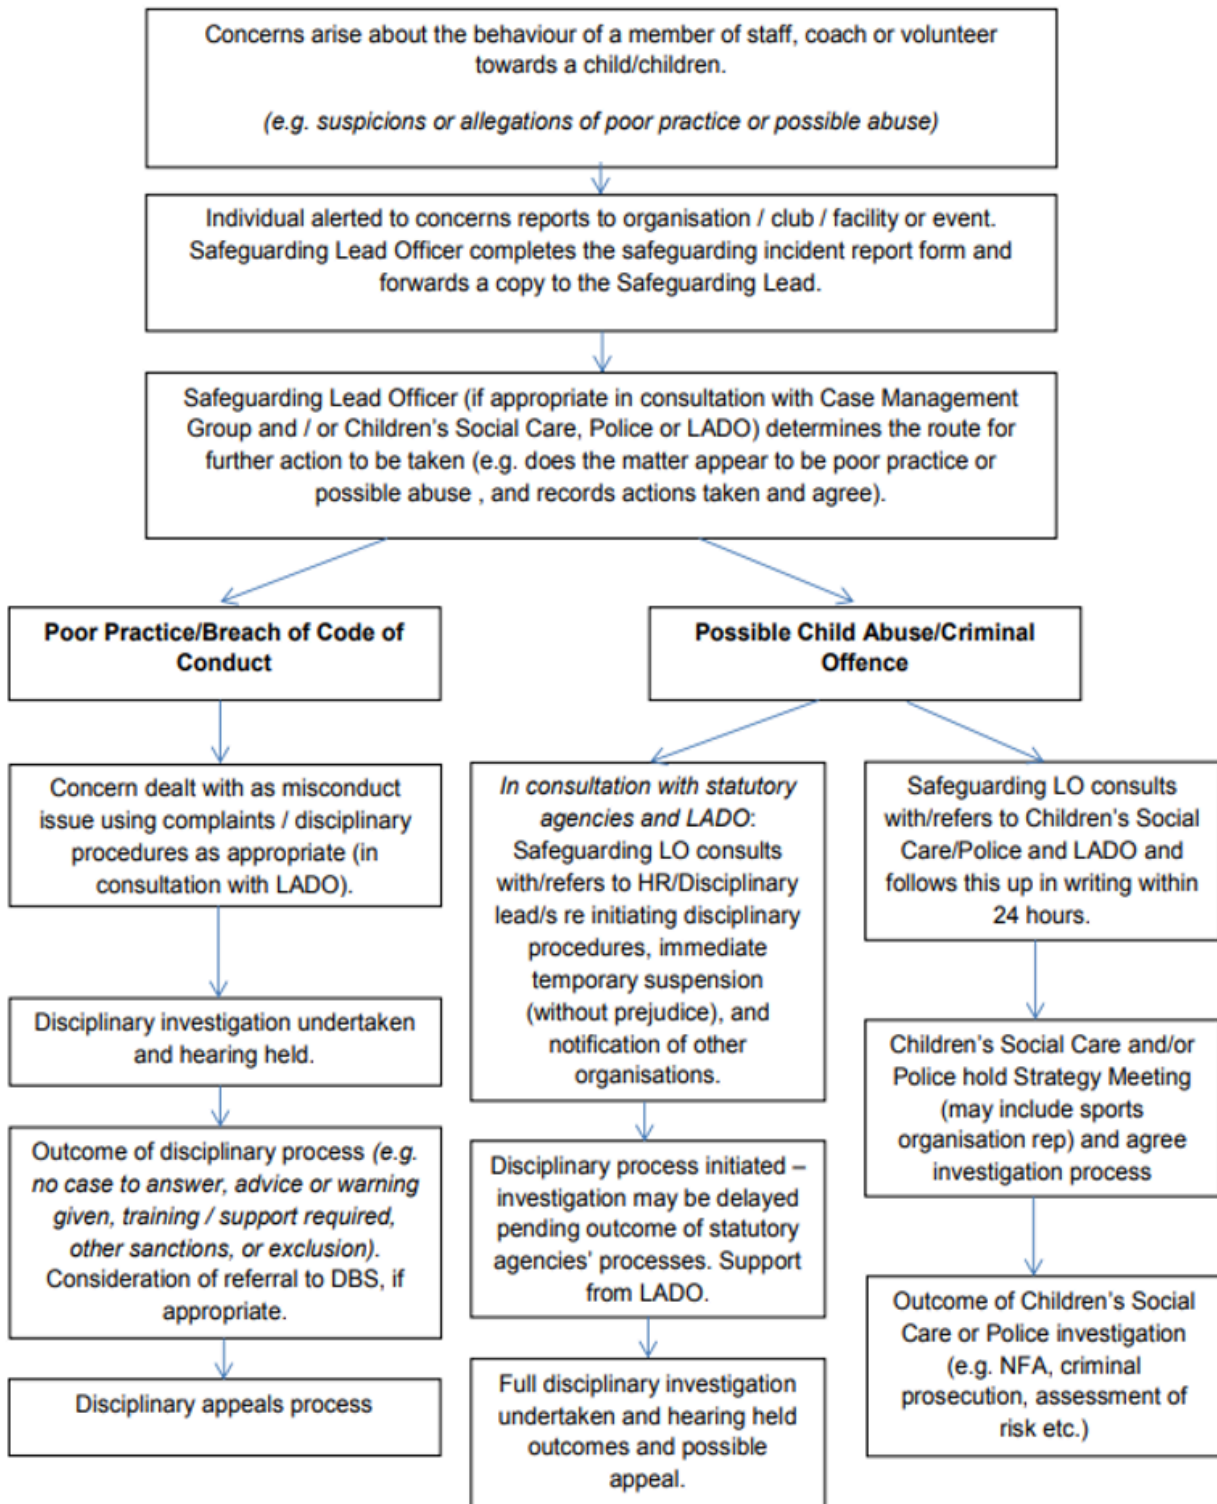 Concerns arise about the behaviour of a member of staff, coach or volunteer
towards a child/children.
(e.g. suspicions or allegations of poor practice or possible abuse)
Individual alerted to concerns reports to organisation / club / facility or event.
Safeguarding Lead Officer completes the safeguarding incident report form and
forwards a copy to the Safeguarding Lead.
Safeguarding Lead Officer (if appropriate in consultation with Case Management
Group and / or Children's Social Care, Police or LADO) determines the route for
further action to be taken (e.g. does the matter appear to be poor practice or
possible abuse , and records actions taken and agree).
Poor Practice/Breach of Code of
Conduct
Possible Child Abuse/Criminal
Offence
Concern dealt with as misconduct
issue using complaints / disciplinary
procedures as appropriate (in
consultation with LADO).
Disciplinary investigation undertaken
and hearing held.
Outcome of disciplinary process (e.g.
no case to answer, advice or warning
given, training / support required,
other sanctions, or exclusion).
Consideration of referral to DBS, if
appropriate.
Disciplinary appeals process
In consultation with statutory
agencies and LADO:
Safeguarding LO consults
with/refers to HR/Disciplinary
lead/s re initiating disciplinary
procedures, immediate
temporary suspension
(without prejudice), and
notification of other
organisations.
Disciplinary process initiated –
investigation may be delayed
pending outcome of statutory
agencies' processes. Support
from LADO.
Full disciplinary investigation
undertaken and hearing held
outcomes and possible
appeal.
Safeguarding LO consults
with/refers to Children's Social
Care/Police and LADO and
follows this up in writing within
24 hours.
Children's Social Care and/or
Police hold Strategy Meeting
(may include sports
organisation rep) and agree
investigation process
Outcome of Children's Social
Care or Police investigation
(e.g. NFA, criminal
prosecution, assessment of
risk etc.)